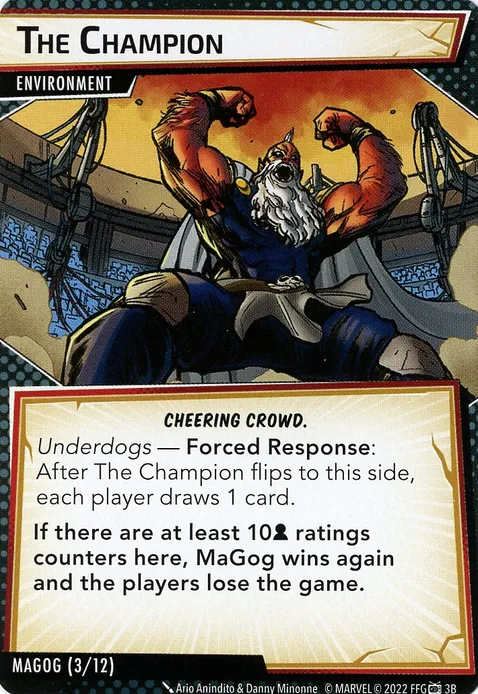 THE CHAMPION
ENVIRONMENT
CHEERING CROWD.
Underdogs — Forced Response:
After The Champion flips to this side,
each player draws 1 card.
If there are at least 10 ratings
counters here, MaGog wins again
and the players lose the game.
MAGOG (3/12)
Ario Anindito & Danny Minonne © MARVEL © 2022 FFG 3B